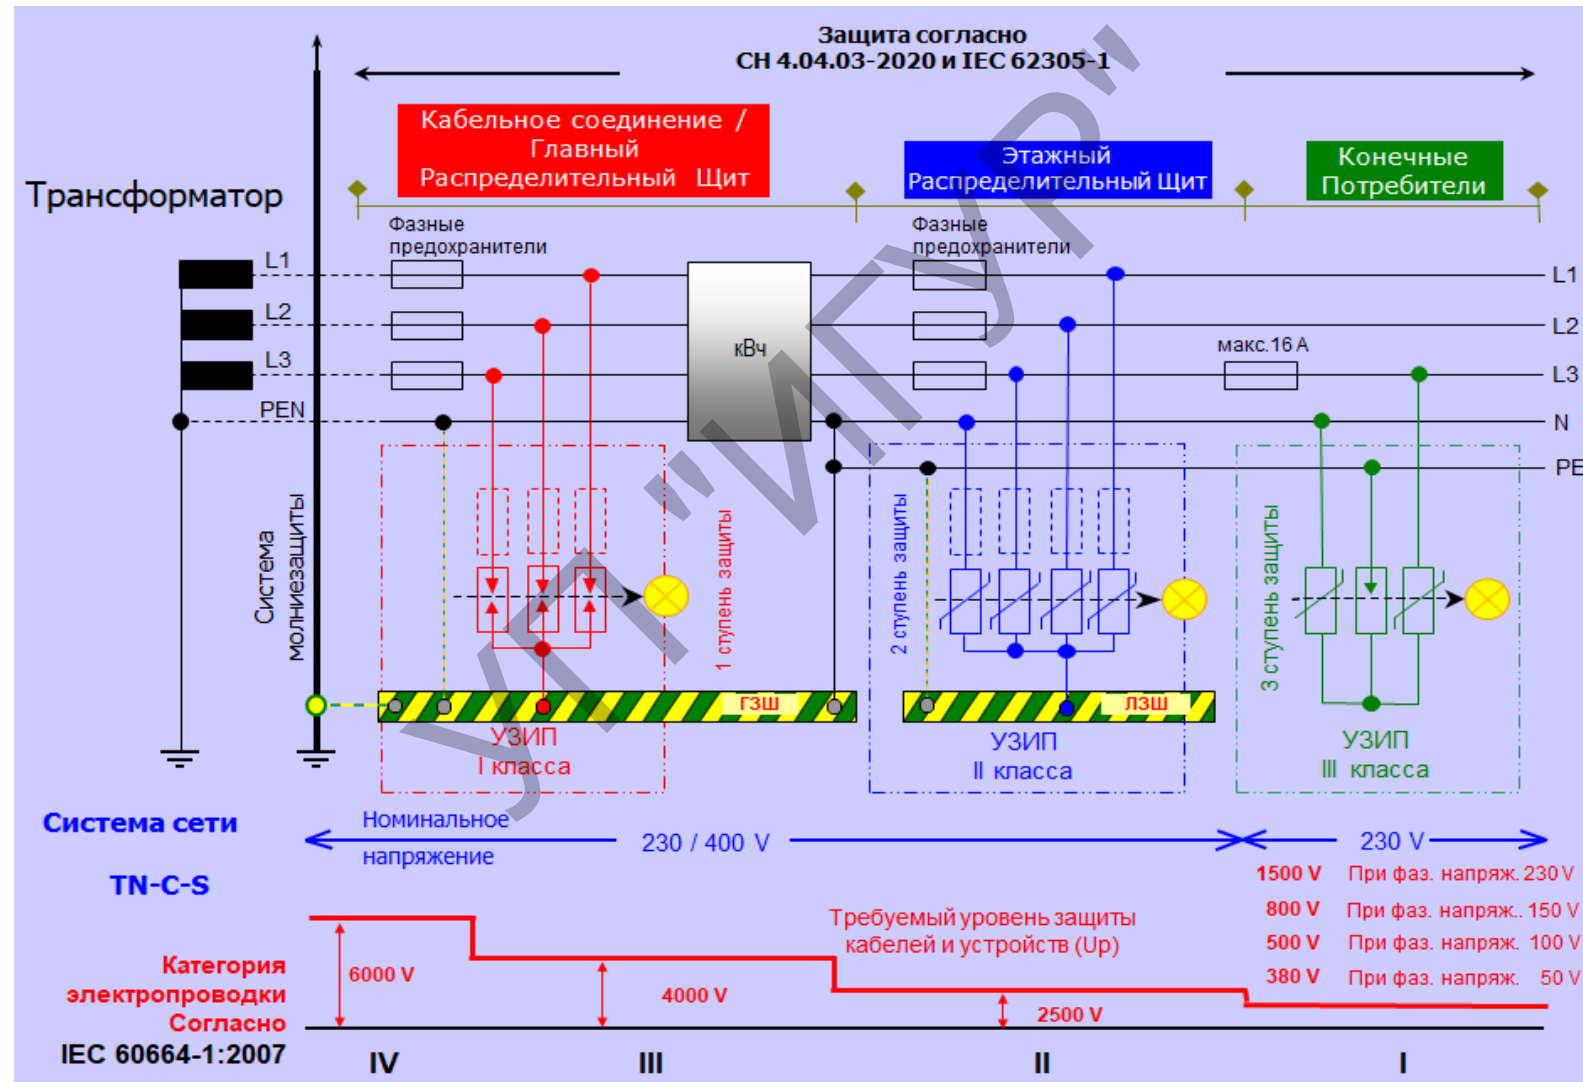 Защита согласно
СН 4.04.03-2020 и IEC 62305-1
Кабельное соединение /
Главный
Распределительный Щит
Этажный
Распределительный Щит
Конечные
Потребители
Трансформатор
Фазные
предохранители
Фазные
предохранители
L1
L1
L2
L2
L3
L3
кВч
макс.16 А
PEN
N
PE
Система
молниезащиты
1 ступень защиты
2 ступень защиты
3 ступень защиты
ГЗШ
ЛЗШ
УЗИП
I класса
УЗИП
II класса
УЗИП
III класса
УП "ИГУР"
Система сети
TN-C-S
Номинальное
напряжение
230 / 400 V
230 V
1500 V При фаз. напряж. 230 V
800 V При фаз. напряж.. 150 V
500 V При фаз. напряж. 100 V
380 V При фаз. напряж. 50 V
Требуемый уровень защиты
кабелей и устройств (Up)
6000 V
4000 V
2500 V
Категория
электропроводки
Согласно
IEC 60664-1:2007
IV
III
II
I